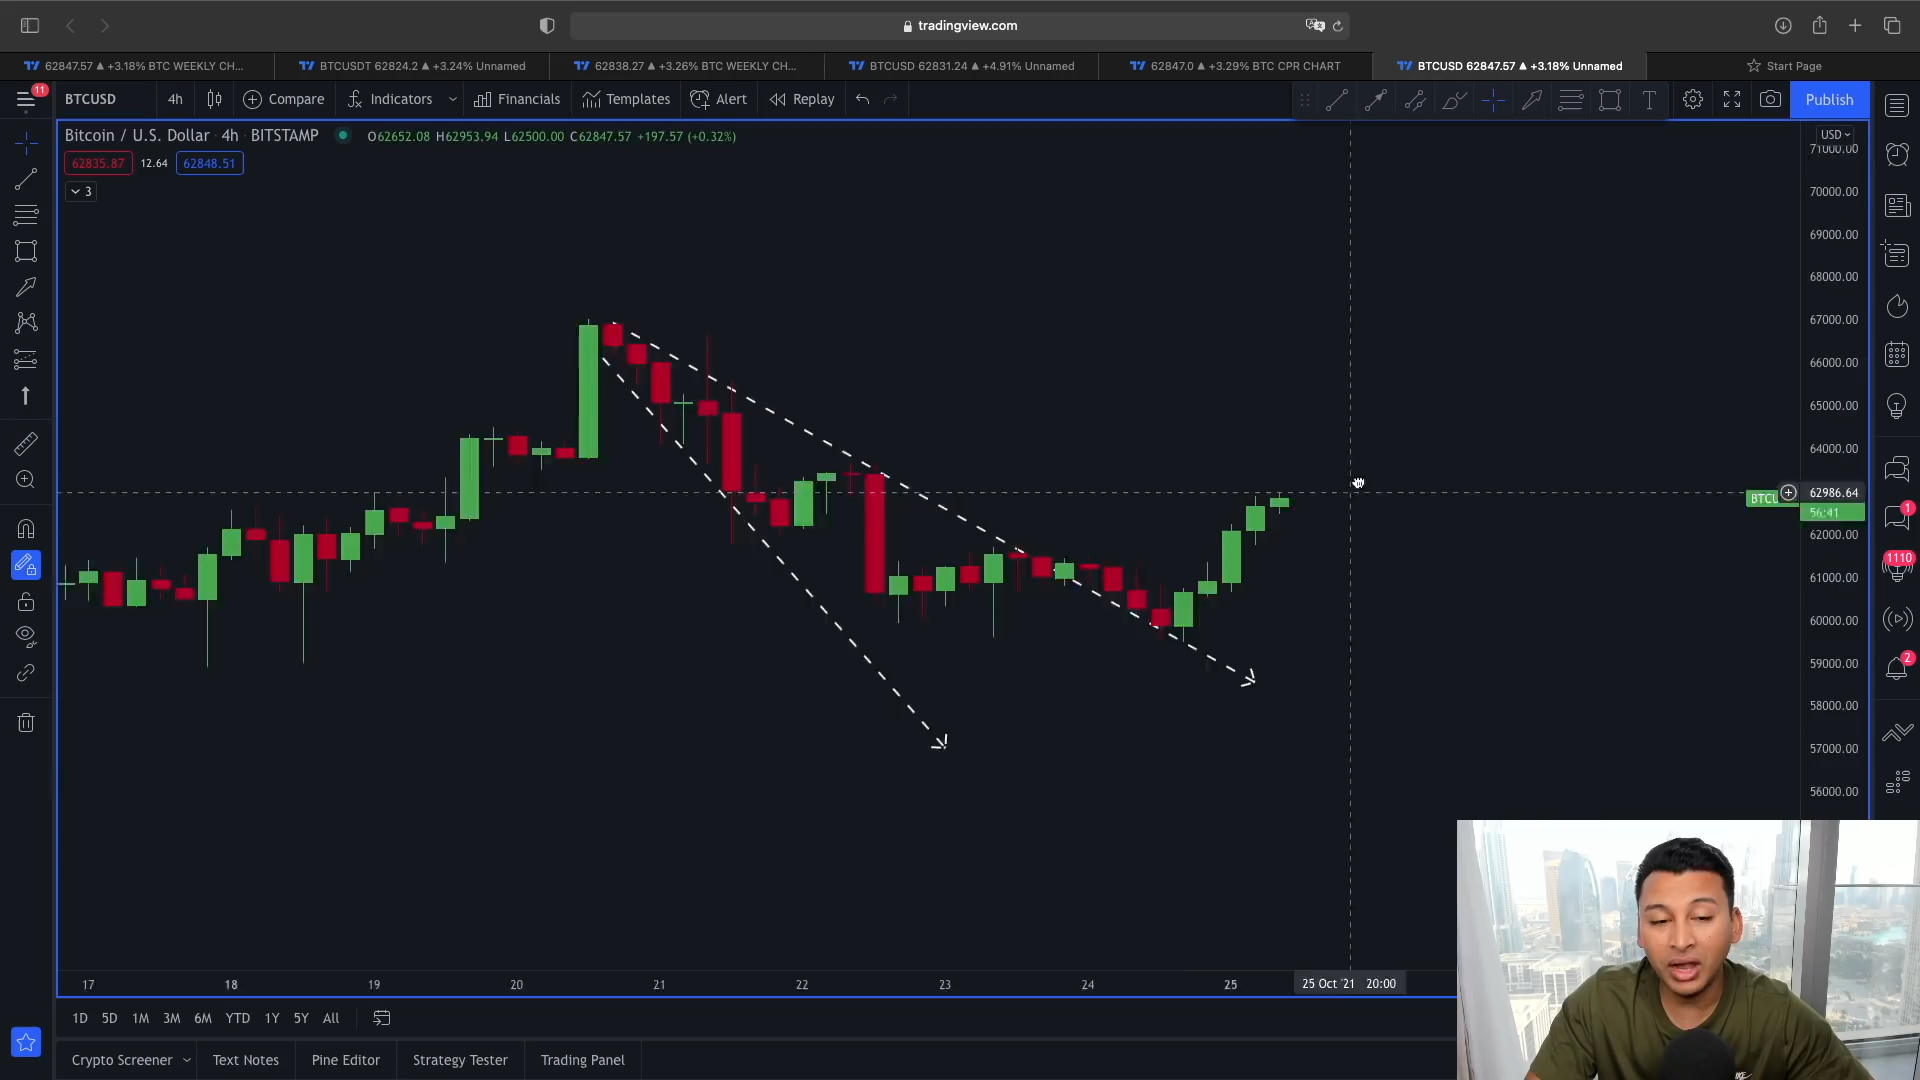 tradingview.com
62847.57 ▲ +3.18% BTC WEEKLY CH...
BTCUSDT 62824.2 ▲ +3.24% Unnamed
62838.27 ▲ +3.26% BTC WEEKLY CH...
BTCUSD 62831.24 ▲ +4.91% Unnamed
62847.0 ▲ +3.29% BTC CPR CHART
BTCUSD 62847.57 ▲ +3.18% Unnamed
Start Page
11
BTCUSD
4h
Compare
Indicators
Financials
Templates
Alert
Replay
T
Publish
Bitcoin / U.S. Dollar · 4h · BITSTAMP
O62652.08 H62953.94 L62500.00 C62847.57 +197.57 (+0.32%)
62835.87 12.64 62848.51
3
USD
71000.00
70000.00
69000.00
68000.00
67000.00
66000.00
65000.00
64000.00
BTCU
62986.64
56:41
62000.00
61000.00
60000.00
59000.00
58000.00
57000.00
56000.00
1
1110
2
17 18 19 20 21 22 23 24 25
25 Oct '21 20:00
1D 5D 1M 3M 6M YTD 1Y 5Y All
Crypto Screener
Text Notes
Pine Editor
Strategy Tester
Trading Panel